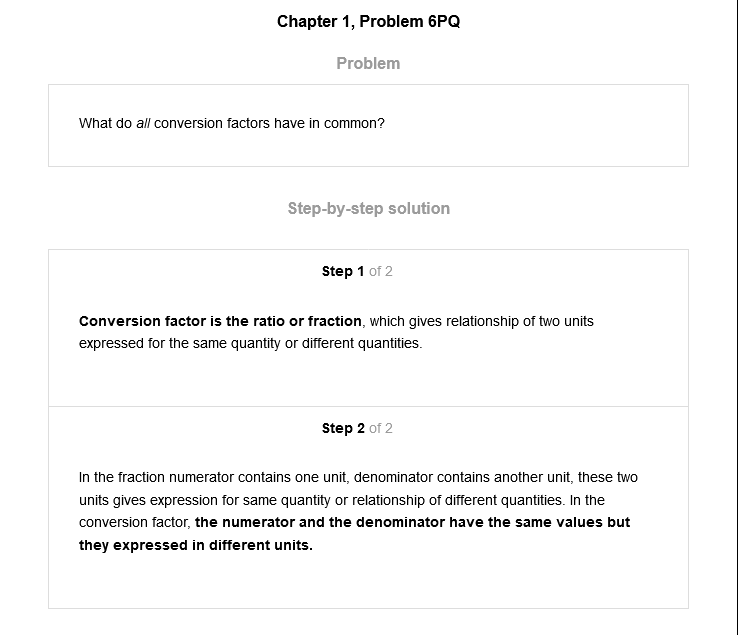 Chapter 1, Problem 6PQ
Problem
What do all conversion factors have in common?
Step-by-step solution
Step 1 of 2
Conversion factor is the ratio or fraction, which gives relationship of two units
expressed for the same quantity or different quantities.
Step 2 of 2
In the fraction numerator contains one unit, denominator contains another unit, these two
units gives expression for same quantity or relationship of different quantities. In the
conversion factor, the numerator and the denominator have the same values but
they expressed in different units.